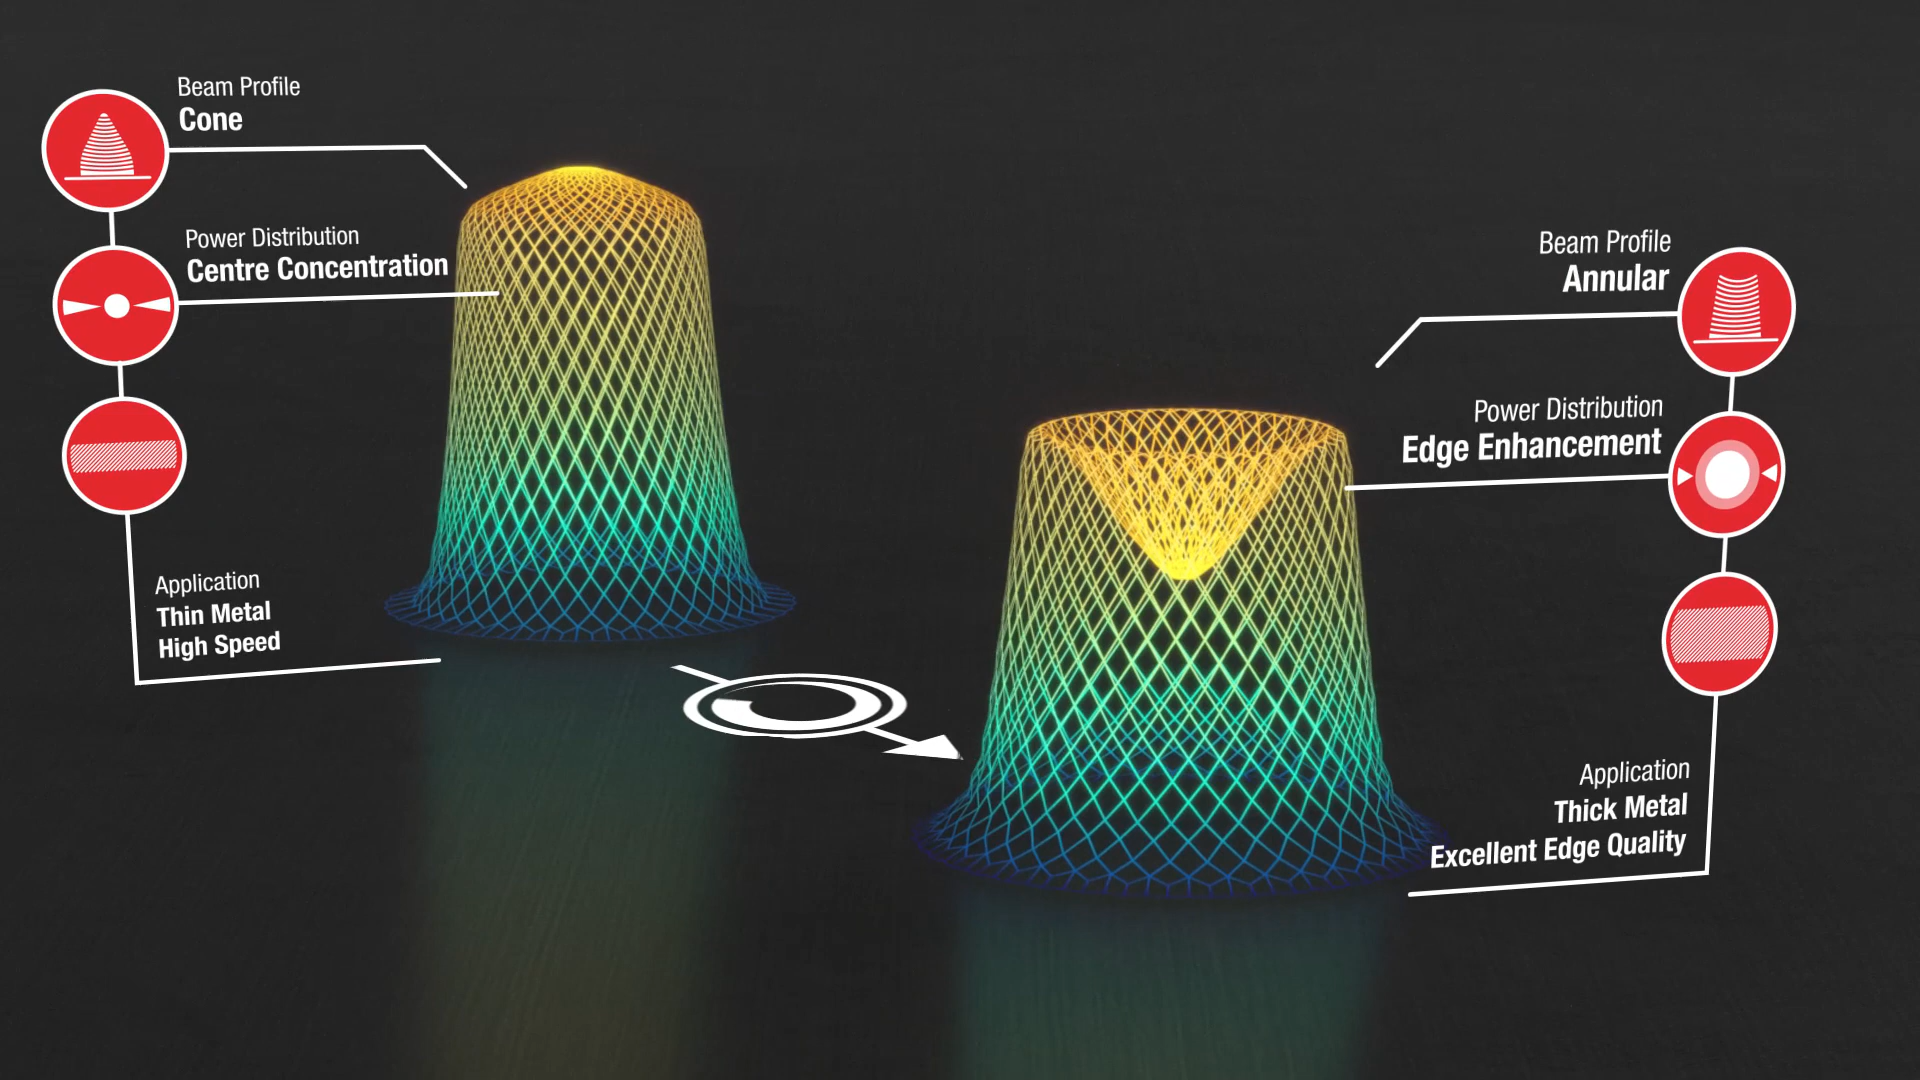 Beam Profile
Cone
Power Distribution
Centre Concentration
Application
Thin Metal
High Speed
Beam Profile
Annular
Power Distribution
Edge Enhancement
Application
Thick Metal
Excellent Edge Quality